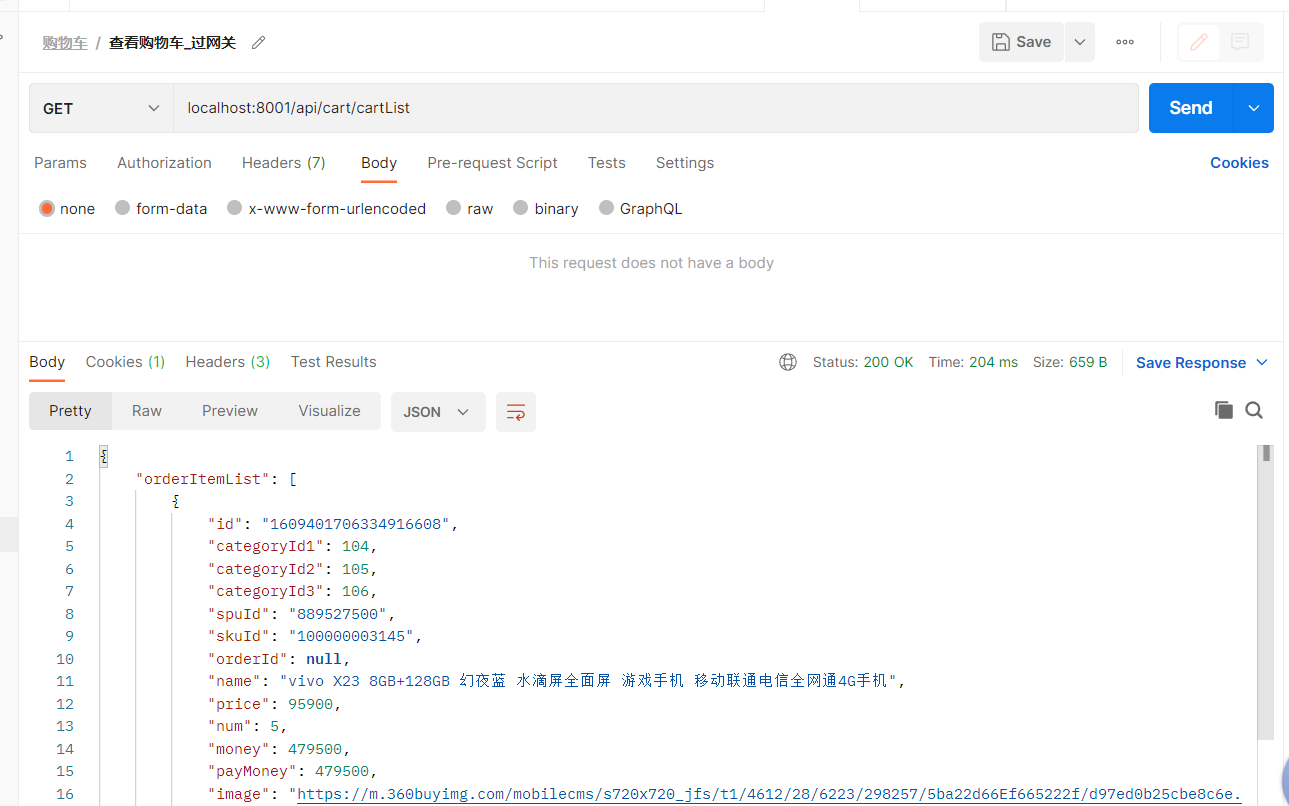 购物车 / 查看购物车_过网关
Save
GET localhost:8001/api/cart/cartList Send
Params Authorization Headers (7) Body Pre-request Script Tests Settings Cookies
none form-data x-www-form-urlencoded raw binary GraphQL
This request does not have a body
Body Cookies (1) Headers (3) Test Results Status: 200 OK Time: 204 ms Size: 659 B Save Response
Pretty Raw Preview Visualize JSON
1 {
2 "orderItemList": [
3 {
4 "id": "1609401706334916608",
5 "categoryId1": 104,
6 "categoryId2": 105,
7 "categoryId3": 106,
8 "spuId": "889527500",
9 "skuId": "100000003145",
10 "orderId": null,
11 "name": "vivo X23 8GB+128GB 幻夜蓝 水滴屏全面屏 游戏手机 移动联通电信全网通4G手机",
12 "price": 95900,
13 "num": 5,
14 "money": 479500,
15 "payMoney": 479500,
16 "image": "https://m.360buyimg.com/mobilecms/s720x720_jfs/t1/4612/28/6223/298257/5ba22d66Ef665222f/d97ed0b25cbe8c6e.